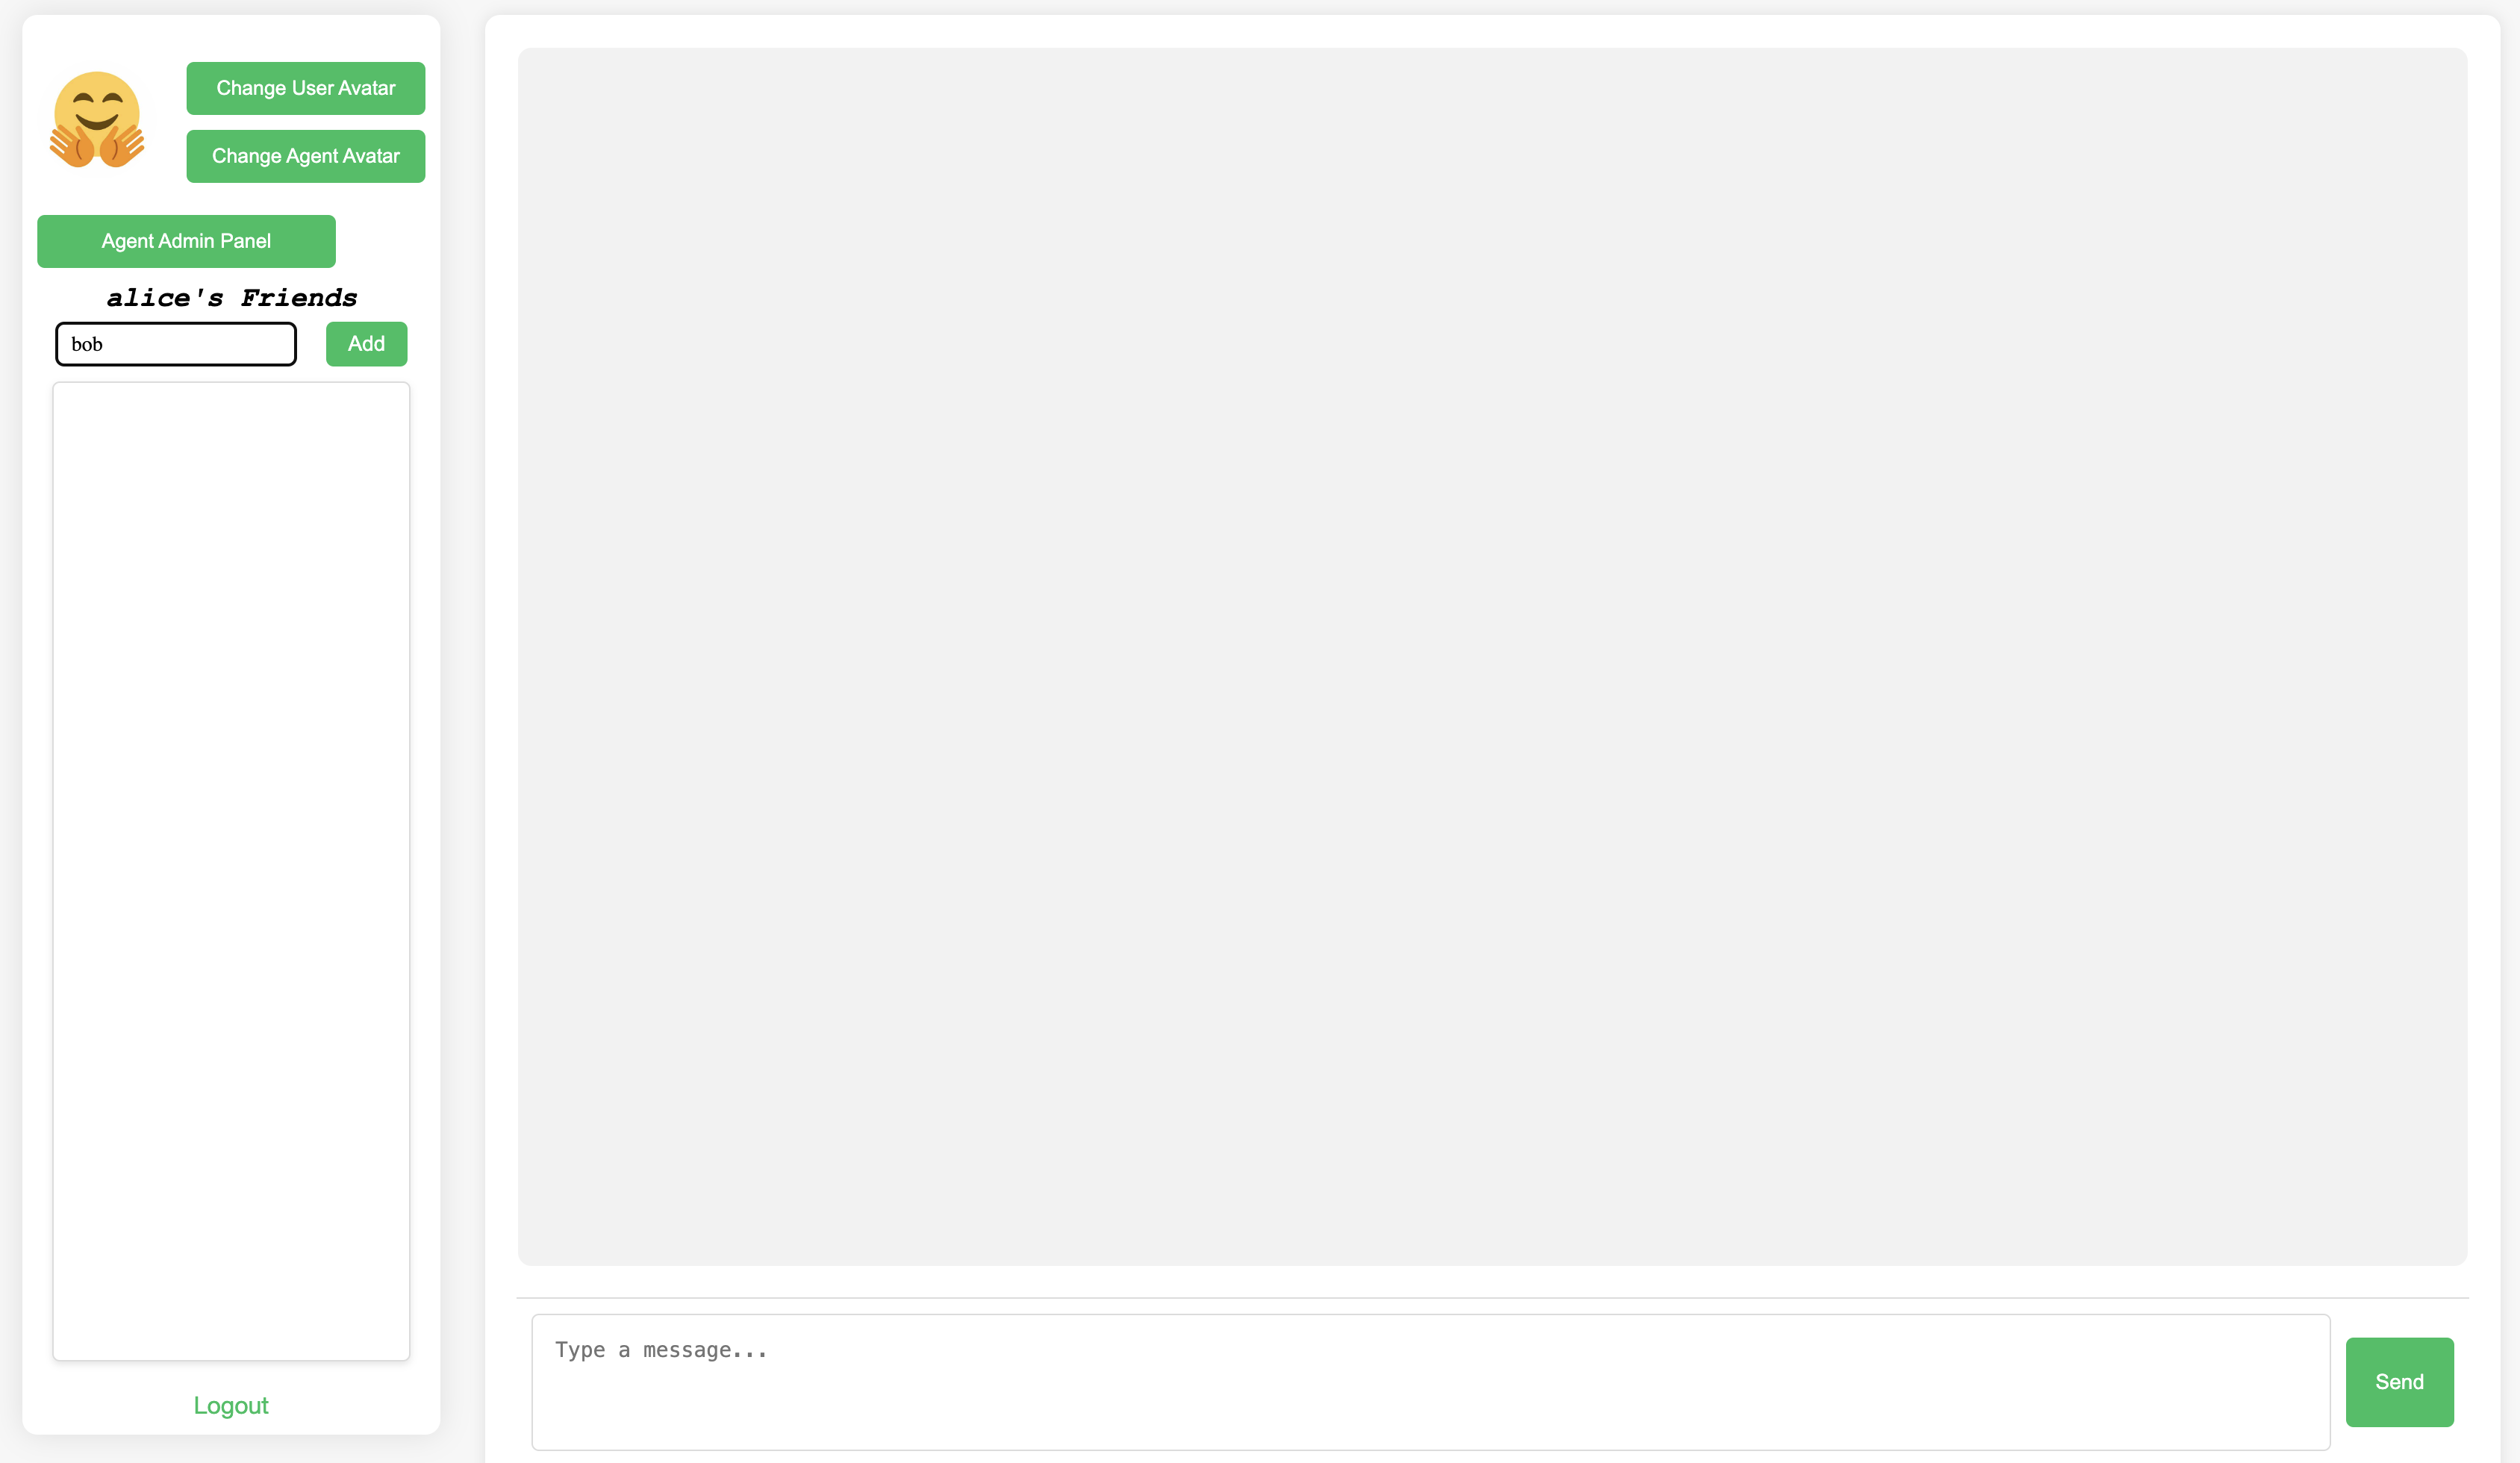 Change User Avatar
Change Agent Avatar
Agent Admin Panel
alice's Friends
bob
Add
Logout
Type a message...
Send